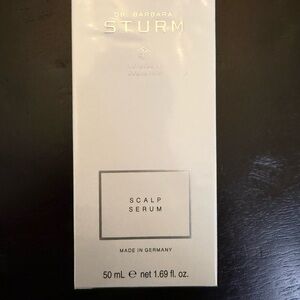 DR. BARBARA
STURM
SCALP
SERUM
MADE IN GERMANY
50 mL ℮ net 1.69 fl. oz.